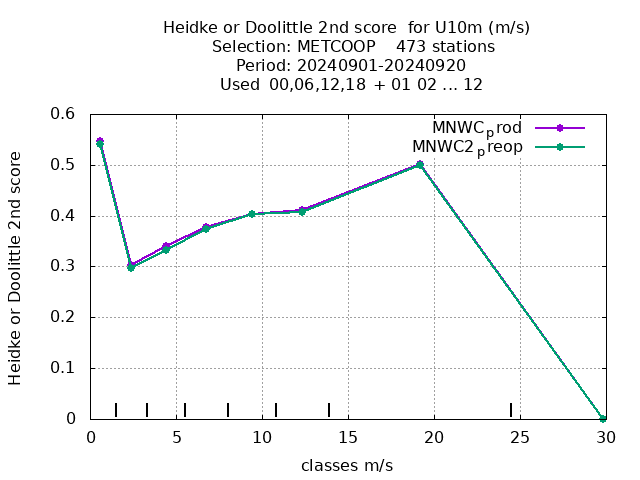 Heidke or Doolittle 2nd score  for U10m (m/s)
Selection: METCOOP    473 stations
Period: 20240901-20240920
Used  00,06,12,18  + 01 02 ... 12
MNWC_prod
MNWC2_preop
Heidke or Doolittle 2nd score
0.6
0.5
0.4
0.3
0.2
0.1
0
0 5 10 15 20 25 30
classes m/s